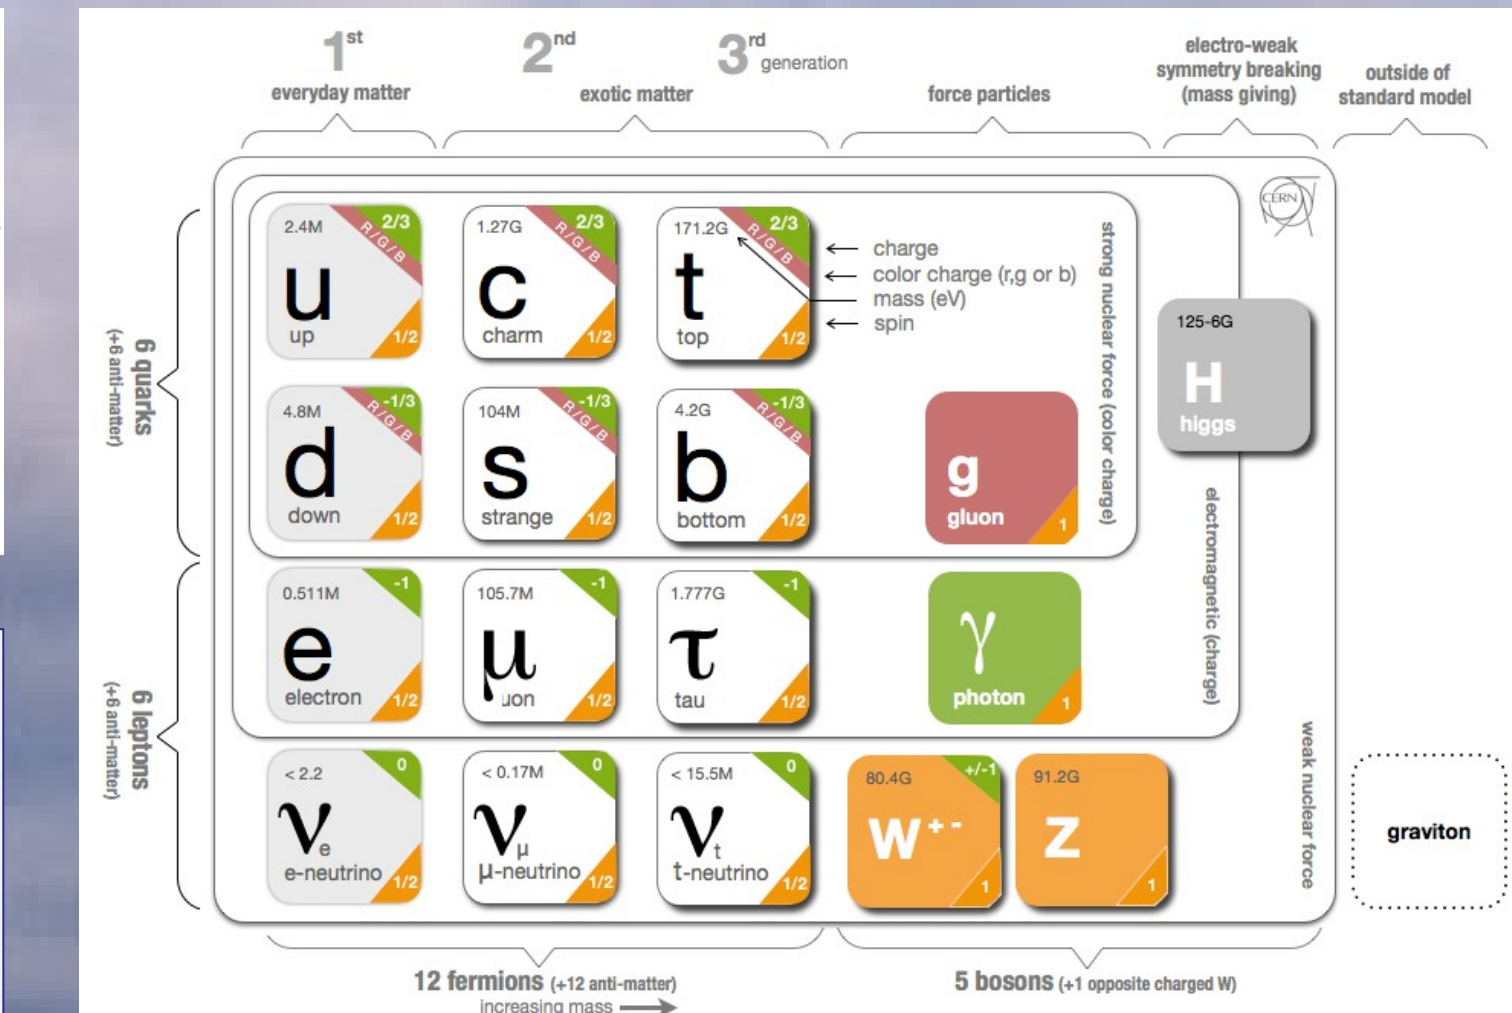 1st
2nd
3rd generation
everyday matter
exotic matter
force particles
electro-weak
symmetry breaking
(mass giving)
outside of
standard model
CERN
6 quarks
(+6 anti-matter)
2.4M
2/3
R/G/B
u
up
1/2
1.27G
2/3
R/G/B
c
charm
1/2
171.2G
2/3
R/G/B
t
top
1/2
charge
color charge (r,g or b)
mass (eV)
spin
strong nuclear force (color charge)
125-6G
H
higgs
4.8M
-1/3
R/G/B
d
down
1/2
104M
-1/3
R/G/B
s
strange
1/2
4.2G
-1/3
R/G/B
b
bottom
1/2
g
gluon
1
electromagnetic (charge)
6 leptons
(+6 anti-matter)
0.511M
-1
e
electron
1/2
105.7M
-1
μ
uon
1/2
1.777G
-1
τ
tau
1/2
γ
photon
1
weak nuclear force
< 2.2
0
νe
e-neutrino
1/2
< 0.17M
0
νμ
μ-neutrino
1/2
< 15.5M
0
νt
t-neutrino
1/2
80.4G
+/-1
W+-
1
91.2G
Z
1
graviton
12 fermions (+12 anti-matter)
increasing mass
5 bosons (+1 opposite charged W)